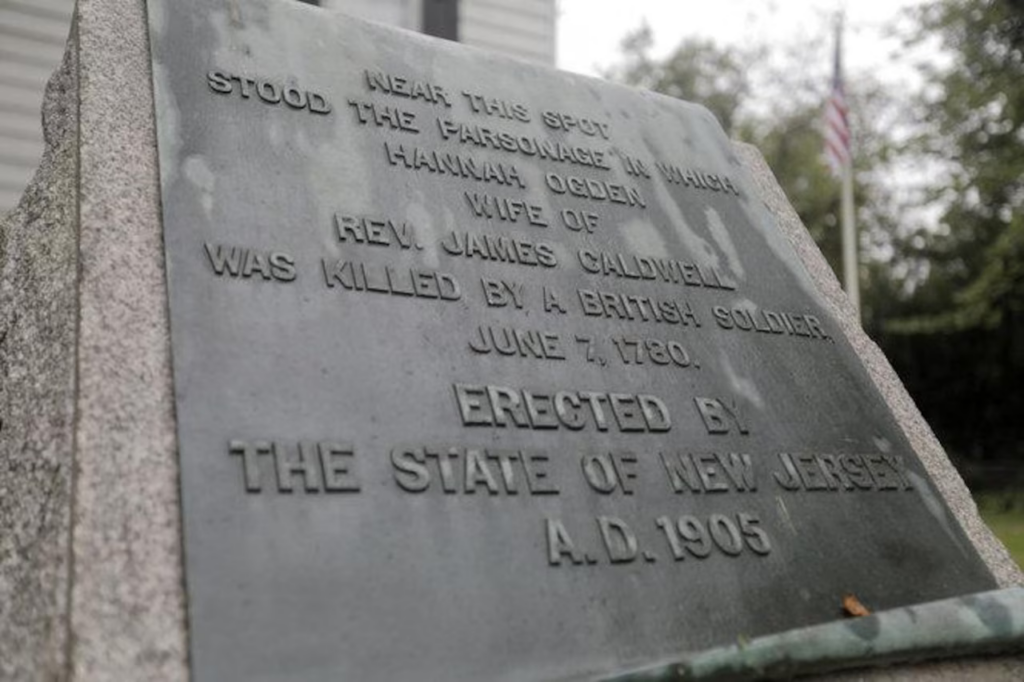 NEAR THIS SPOT
STOOD THE PARSONAGE IN WHICH
HANNAH OGDEN
WIFE OF
REV. JAMES CALDWELL
WAS KILLED BY A BRITISH SOLDIER,
JUNE 7, 1780.
ERECTED BY
THE STATE OF NEW JERSEY
A.D. 1905